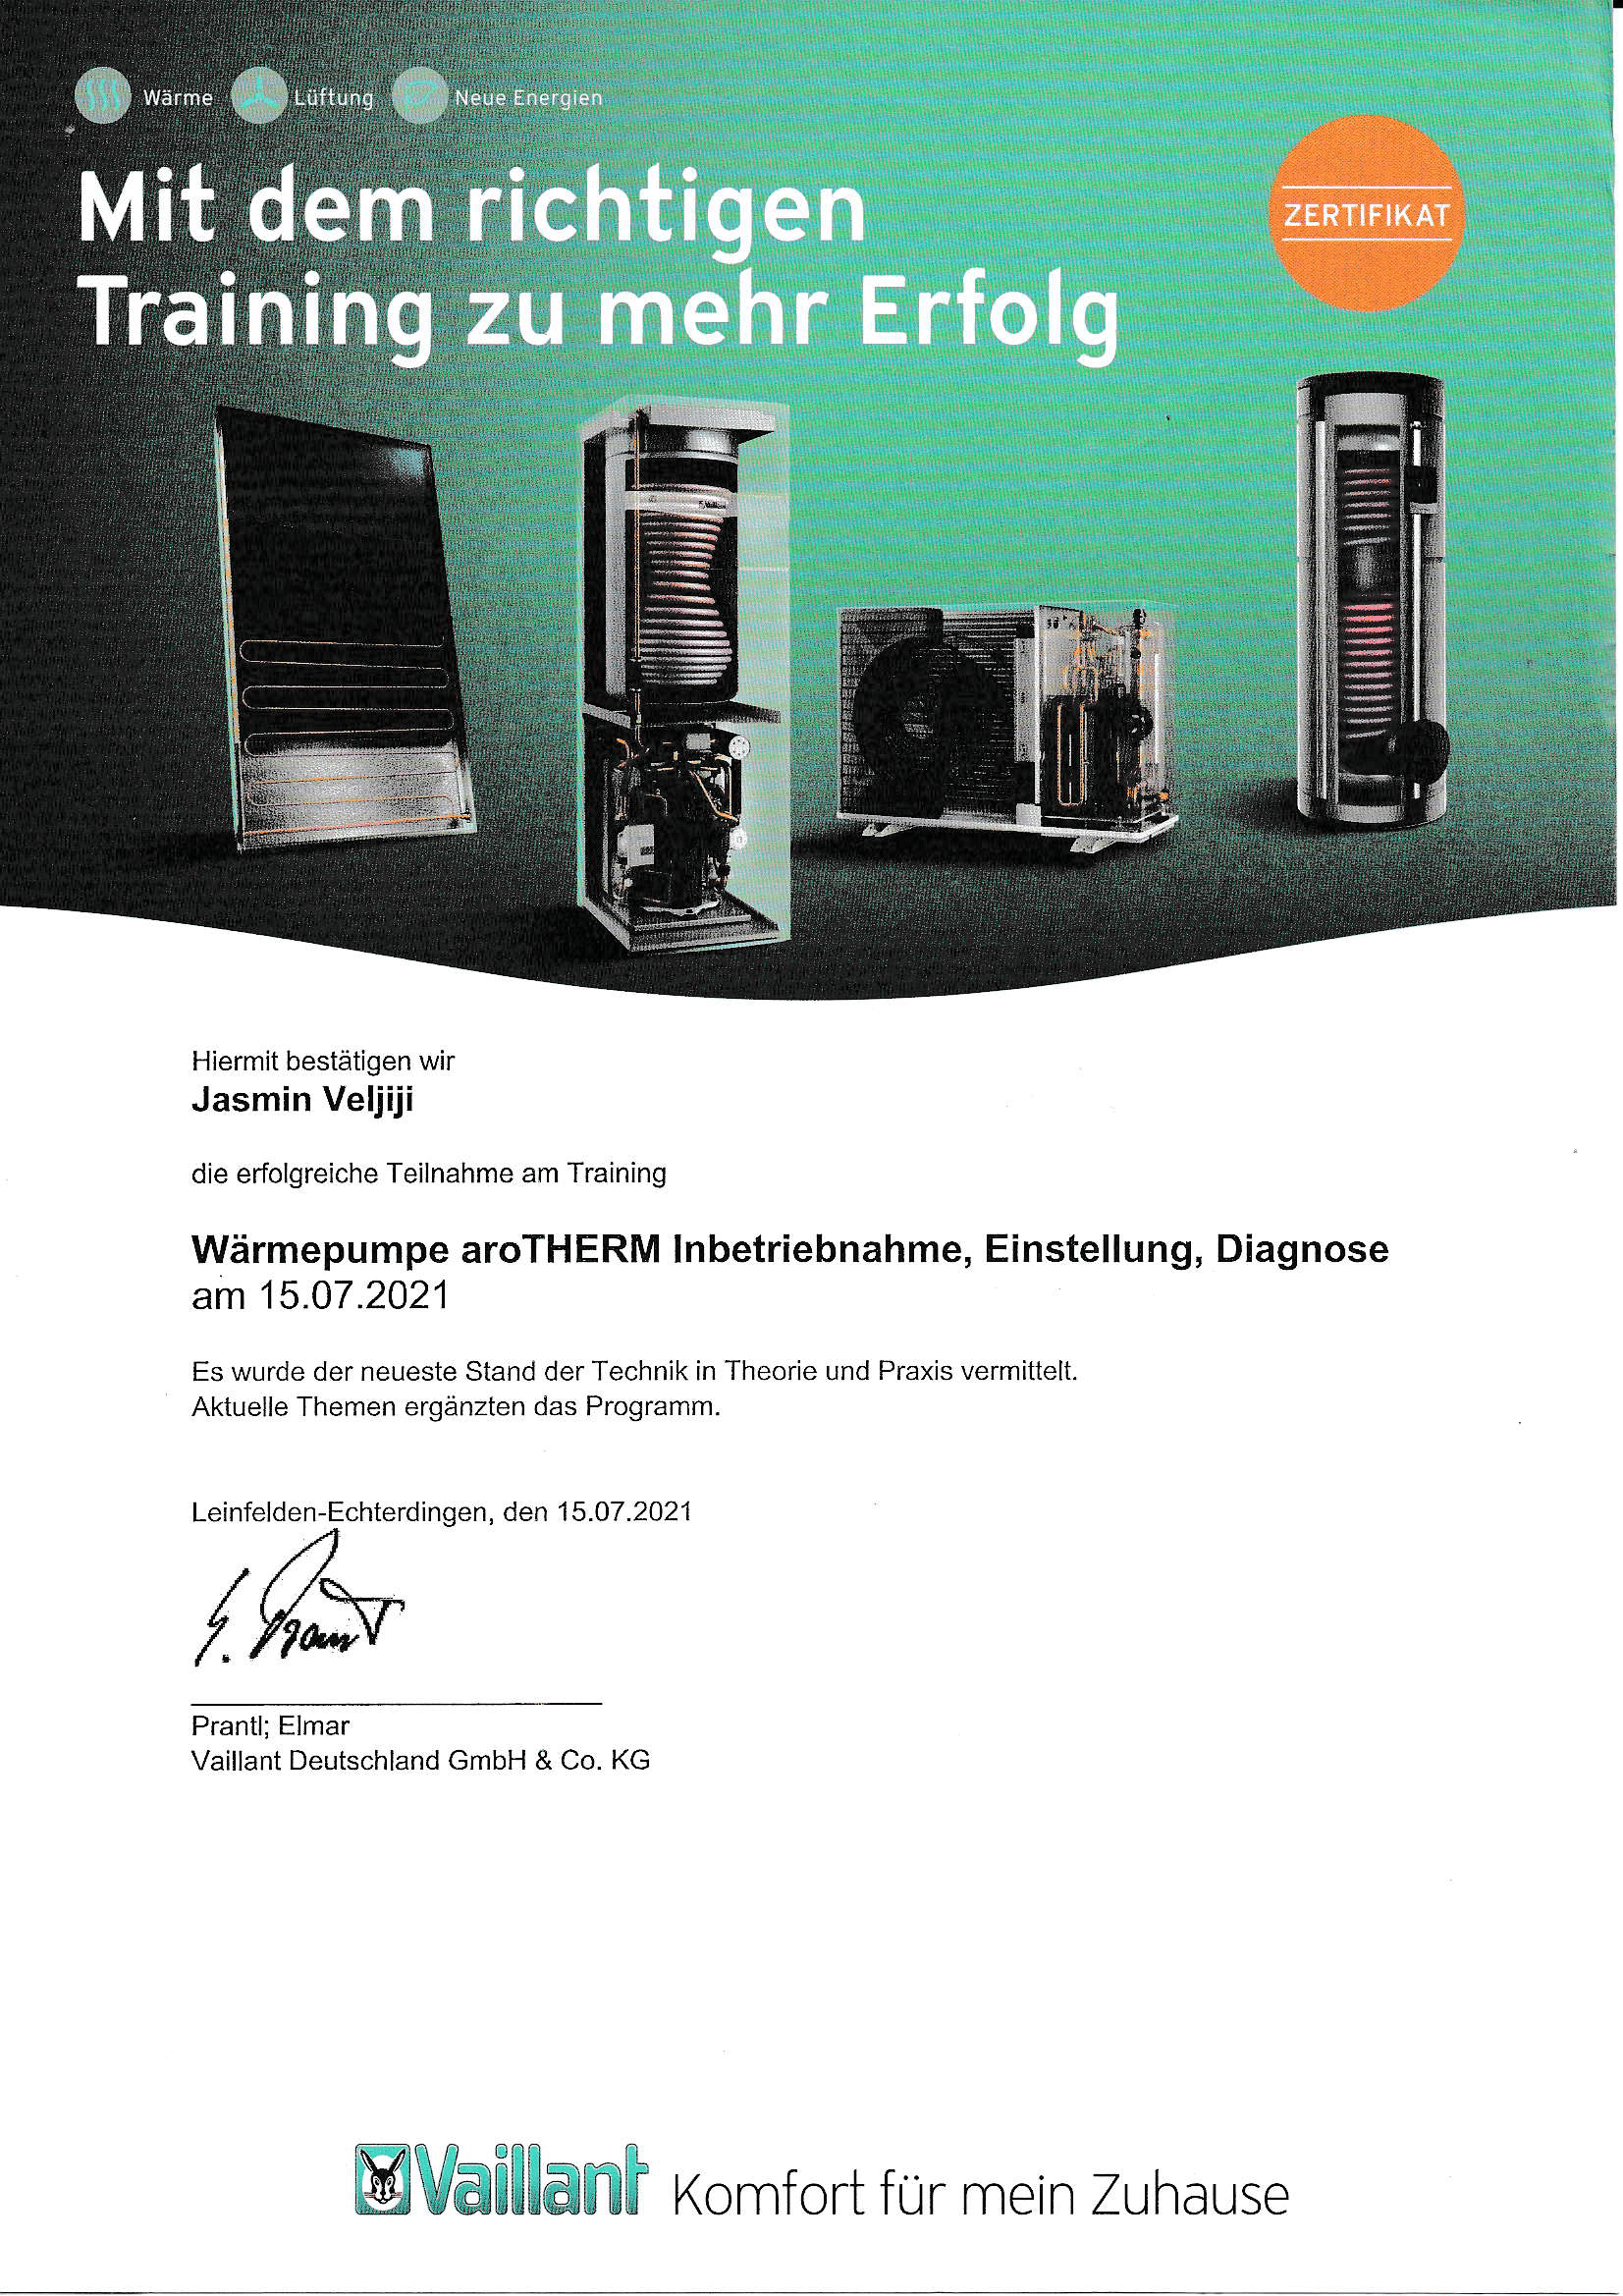 Wärme Lüftung Neue Energien
Mit dem richtigen
Training zu mehr Erfolg
ZERTIFIKAT
Hiermit bestätigen wir
Jasmin Veljiji
die erfolgreiche Teilnahme am Training
Wärmepumpe aroTHERM Inbetriebnahme, Einstellung, Diagnose
am 15.07.2021
Es wurde der neueste Stand der Technik in Theorie und Praxis vermittelt.
Aktuelle Themen ergänzten das Programm.
Leinfelden-Echterdingen, den 15.07.2021
E. Prantl
Prantl; Elmar
Vaillant Deutschland GmbH & Co. KG
Vaillant Komfort für mein Zuhause